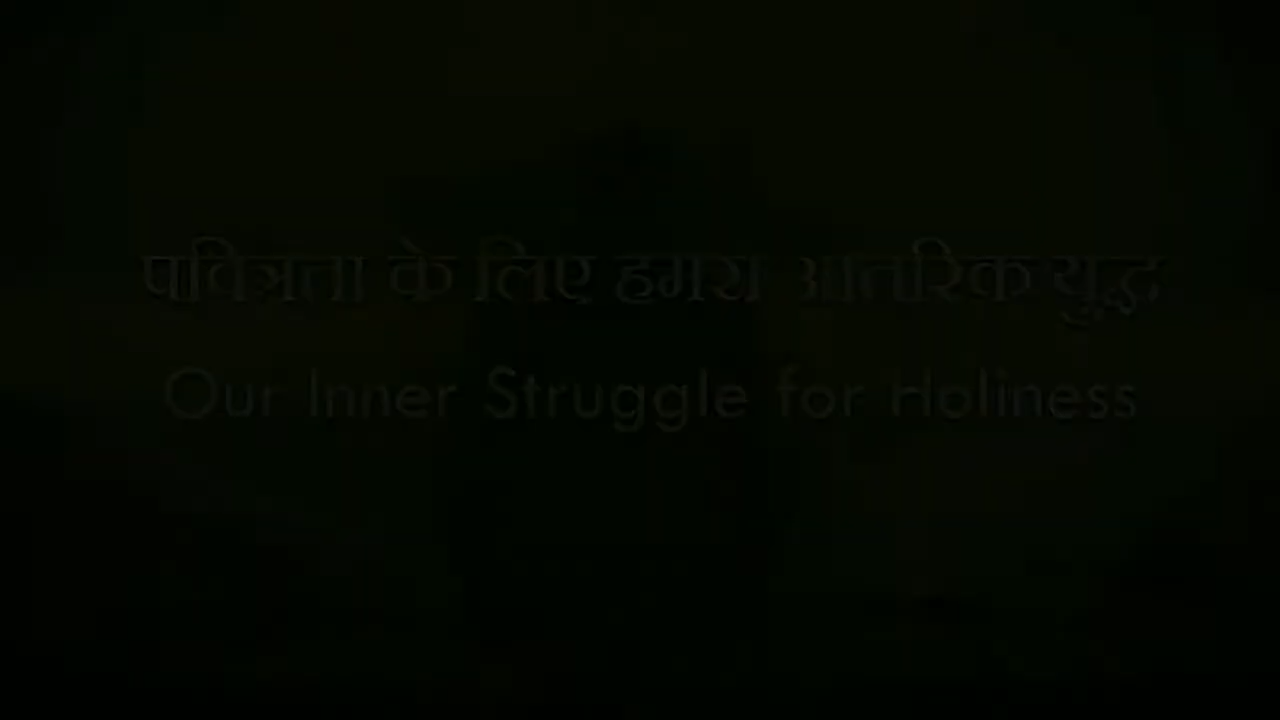 पवित्रता के लिए हमारा आंतरिक युद्ध
Our Inner Struggle for Holiness